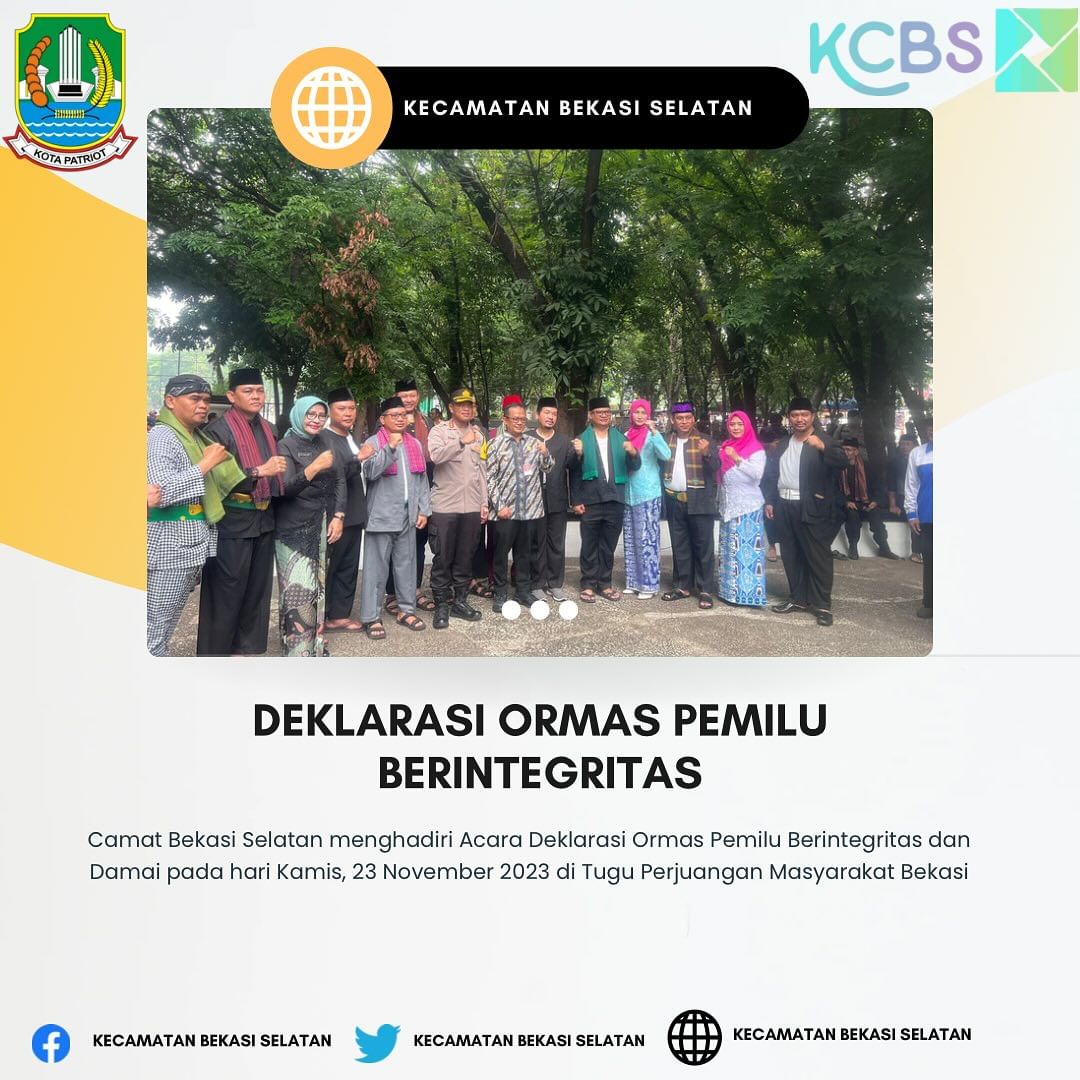 KOTA PATRIOT
KCBS
KECAMATAN BEKASI SELATAN
DEKLARASI ORMAS PEMILU
BERINTEGRITAS
Camat Bekasi Selatan menghadiri Acara Deklarasi Ormas Pemilu Berintegritas dan
Damai pada hari Kamis, 23 November 2023 di Tugu Perjuangan Masyarakat Bekasi
KECAMATAN BEKASI SELATAN
KECAMATAN BEKASI SELATAN
KECAMATAN BEKASI SELATAN